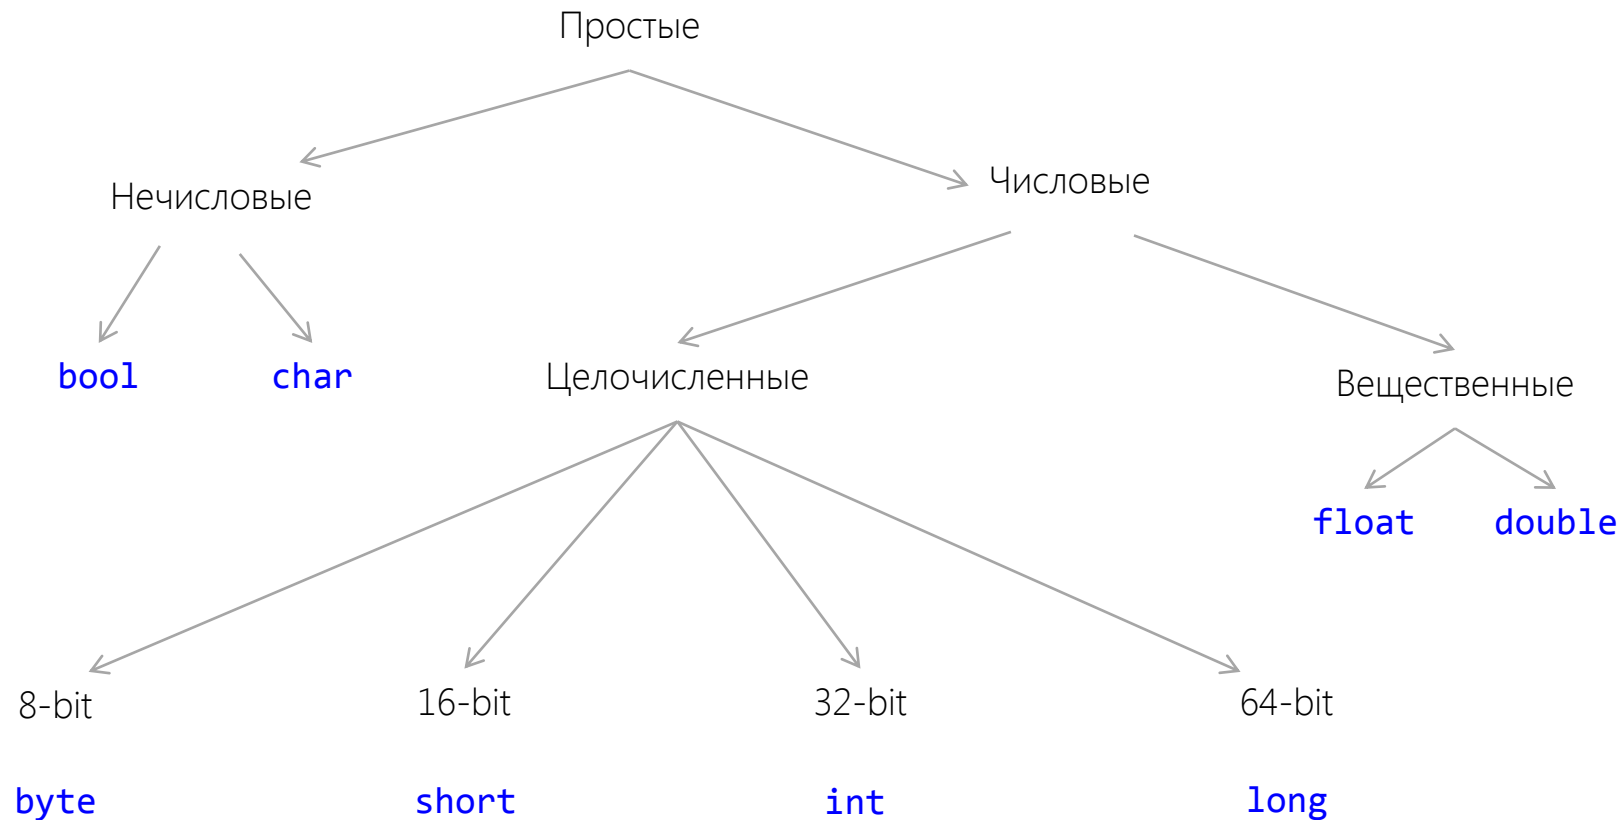 Простые
Нечисловые
Числовые
bool
char
Целочисленные
Вещественные
float
double
8-bit
16-bit
32-bit
64-bit
byte
short
int
long